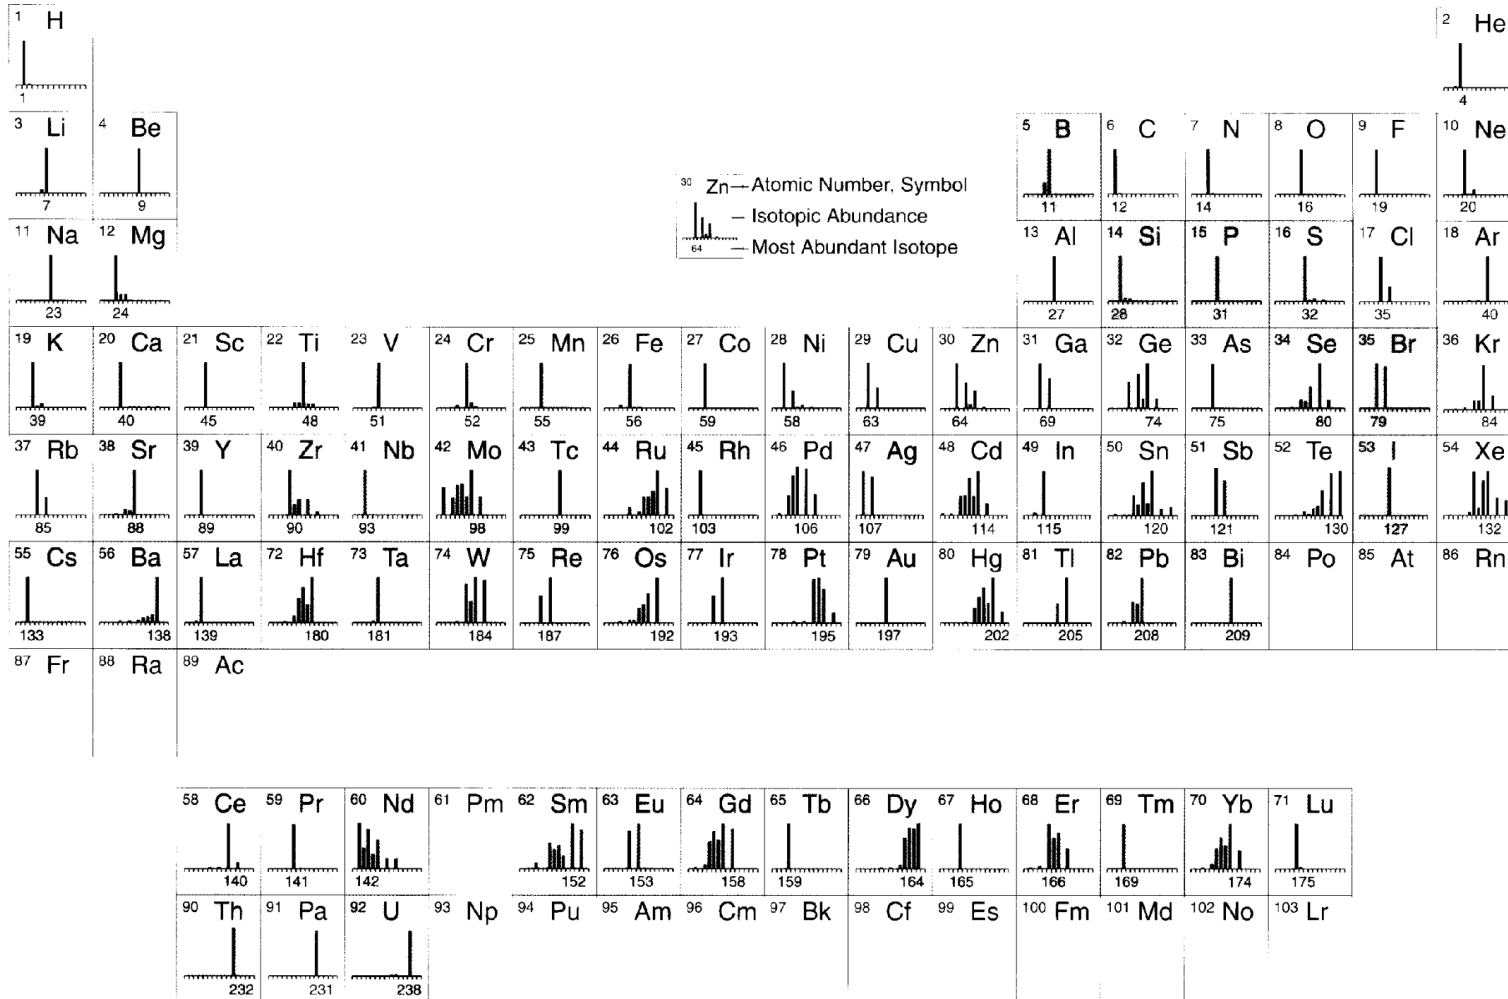 1 H
1
2 He
4
3 Li
7
4 Be
9
5 B
11
6 C
12
7 N
14
8 O
16
9 F
19
10 Ne
20
30 Zn Atomic Number, Symbol
Isotopic Abundance
64 Most Abundant Isotope
11 Na
23
12 Mg
24
13 Al
27
14 Si
28
15 P
31
16 S
32
17 Cl
35
18 Ar
40
19 K
39
20 Ca
40
21 Sc
45
22 Ti
48
23 V
51
24 Cr
52
25 Mn
55
26 Fe
56
27 Co
59
28 Ni
58
29 Cu
63
30 Zn
64
31 Ga
69
32 Ge
74
33 As
75
34 Se
80
35 Br
79
36 Kr
84
37 Rb
85
38 Sr
88
39 Y
89
40 Zr
90
41 Nb
93
42 Mo
98
43 Tc
99
44 Ru
102
45 Rh
103
46 Pd
106
47 Ag
107
48 Cd
114
49 In
115
50 Sn
120
51 Sb
121
52 Te
130
53 I
127
54 Xe
132
55 Cs
133
56 Ba
138
57 La
139
72 Hf
180
73 Ta
181
74 W
184
75 Re
187
76 Os
192
77 Ir
193
78 Pt
195
79 Au
197
80 Hg
202
81 Tl
205
82 Pb
208
83 Bi
209
84 Po
85 At
86 Rn
87 Fr
88 Ra
89 Ac
58 Ce
140
59 Pr
141
60 Nd
142
61 Pm
62 Sm
152
63 Eu
153
64 Gd
158
65 Tb
159
66 Dy
164
67 Ho
165
68 Er
166
69 Tm
169
70 Yb
174
71 Lu
175
90 Th
232
91 Pa
231
92 U
238
93 Np
94 Pu
95 Am
96 Cm
97 Bk
98 Cf
99 Es
100 Fm
101 Md
102 No
103 Lr